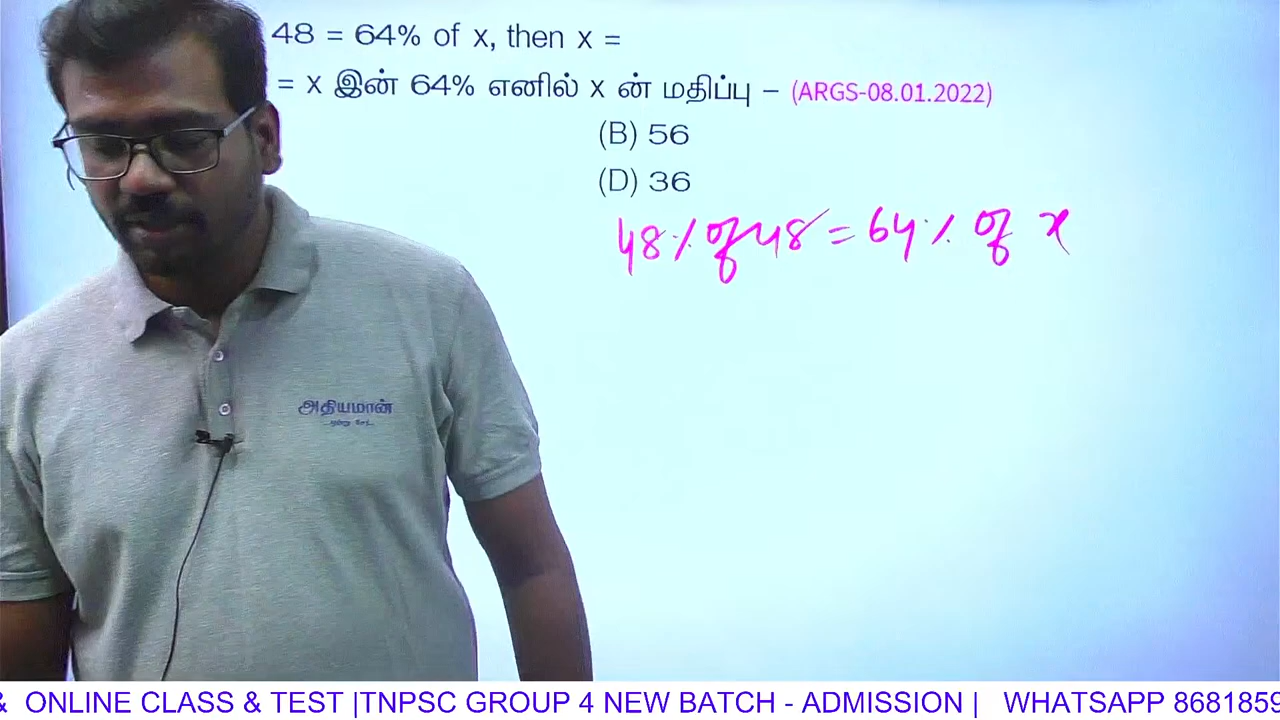 48 = 64% of x, then x =
= x இன் 64% எனில் x ன் மதிப்பு – (ARGS-08.01.2022)
(B) 56
(D) 36
48% of 48 = 64% of x
அதியமான்
& ONLINE CLASS & TEST |TNPSC GROUP 4 NEW BATCH - ADMISSION | WHATSAPP 8681859